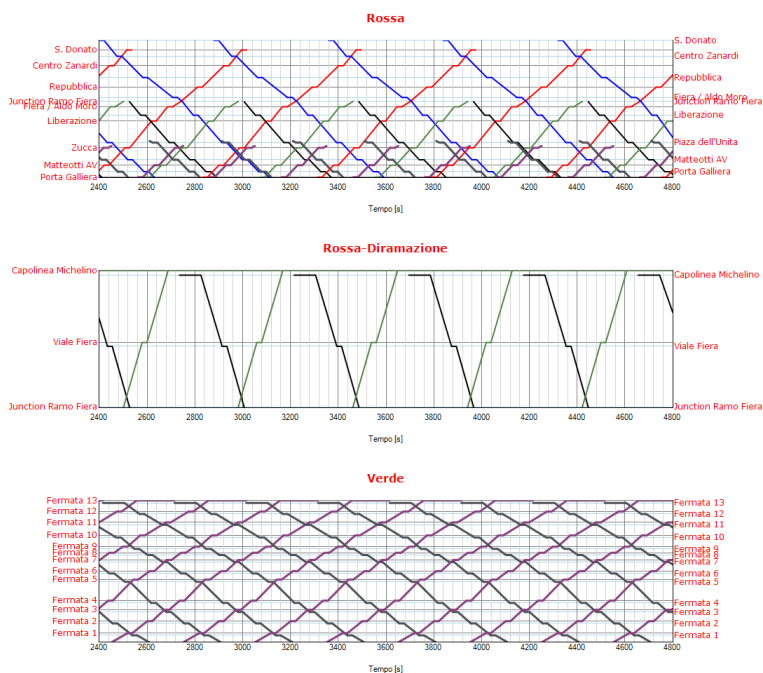 Rossa
S. Donato
S. Donato
Centro Zanardi
Centro Zanardi
Repubblica
Repubblica
Fiera / Aldo Moro
Junction Ramo Fiera
Junction Ramo Fiera
Fiera / Aldo Moro
Liberazione
Liberazione
Piaza dell'Unita
Zucca
Matteotti AV
Matteotti AV
Porta Galliera
Porta Galliera
2400 2600 2800 3000 3200 3400 3600 3800 4000 4200 4400 4600 4800
Tempo [s]
Rossa-Diramazione
Capolinea Michelino
Capolinea Michelino
Viale Fiera
Viale Fiera
Junction Ramo Fiera
Junction Ramo Fiera
2400 2600 2800 3000 3200 3400 3600 3800 4000 4200 4400 4600 4800
Tempo [s]
Verde
Fermata 13
Fermata 13
Fermata 12
Fermata 12
Fermata 11
Fermata 11
Fermata 10
Fermata 10
Fermata 9
Fermata 9
Fermata 8
Fermata 8
Fermata 7
Fermata 7
Fermata 6
Fermata 6
Fermata 5
Fermata 5
Fermata 4
Fermata 4
Fermata 3
Fermata 3
Fermata 2
Fermata 2
Fermata 1
Fermata 1
2400 2600 2800 3000 3200 3400 3600 3800 4000 4200 4400 4600 4800
Tempo [s]